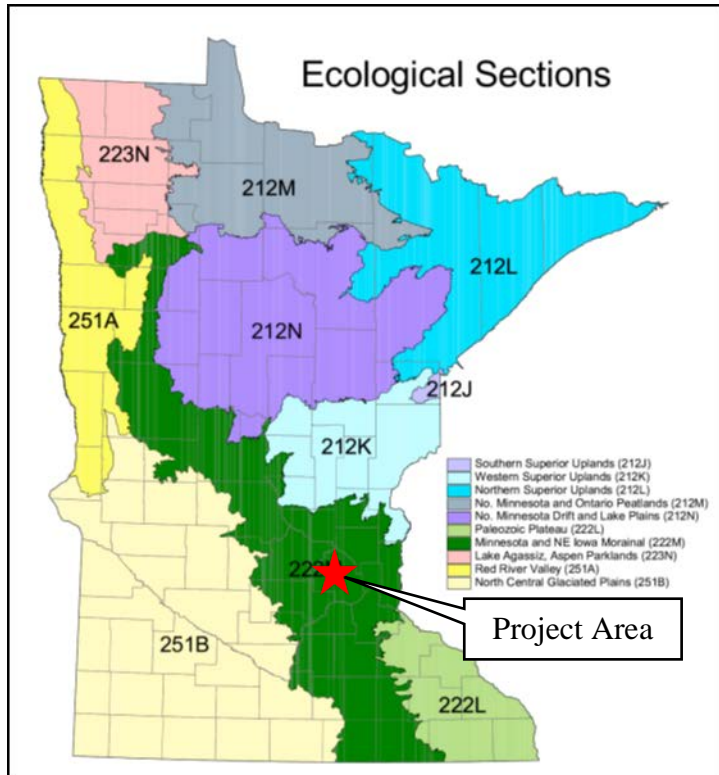 Ecological Sections
223N
212M
212L
251A
212N
212J
212K
Southern Superior Uplands (212J)
Western Superior Uplands (212K)
Northern Superior Uplands (212L)
No. Minnesota and Ontario Peatlands (212M)
No. Minnesota Drift and Lake Plains (212N)
Paleozoic Plateau (222L)
Minnesota and NE Iowa Morainal (222M)
Lake Agassiz, Aspen Parklands (223N)
Red River Valley (251A)
North Central Glaciated Plains (251B)
Project Area
251B
222L